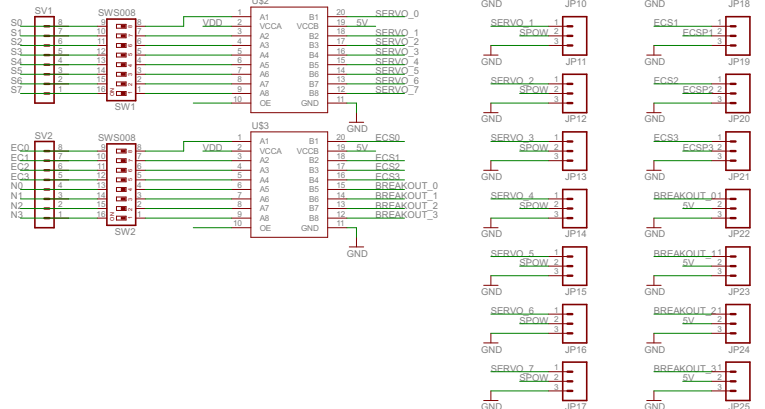 U$2
SV1
SWS008
S0 8 9 8
S1 7 10 7
S2 6 11 6
S3 5 12 5
S4 4 13 4
S5 3 14 3
S6 2 15 2
S7 1 16 1
ON
SW1
VDD
1 A1 B1 20 SERVO_0
2 VCCA VCCB 19 5V
3 A2 B2 18 SERVO_1
4 A3 B3 17 SERVO_2
5 A4 B4 16 SERVO_3
6 A5 B5 15 SERVO_4
7 A6 B6 14 SERVO_5
8 A7 B7 13 SERVO_6
9 A8 B8 12 SERVO_7
10 OE GND 11
GND
U$3
SV2
SWS008
EC0 8 9 8
EC1 7 10 7
EC2 6 11 6
EC3 5 12 5
N0 4 13 4
N1 3 14 3
N2 2 15 2
N3 1 16 1
ON
SW2
VDD
1 A1 B1 20 ECS0
2 VCCA VCCB 19 5V
3 A2 B2 18 ECS1
4 A3 B3 17 ECS2
5 A4 B4 16 ECS3
6 A5 B5 15 BREAKOUT_0
7 A6 B6 14 BREAKOUT_1
8 A7 B7 13 BREAKOUT_2
9 A8 B8 12 BREAKOUT_3
10 OE GND 11
GND
GND JP10
SERVO_1 1
SPOW 2
3
GND JP11
SERVO_2 1
SPOW 2
3
GND JP12
SERVO_3 1
SPOW 2
3
GND JP13
SERVO_4 1
SPOW 2
3
GND JP14
SERVO_5 1
SPOW 2
3
GND JP15
SERVO_6 1
SPOW 2
3
GND JP16
SERVO_7 1
SPOW 2
3
GND JP17
GND JP18
ECS1 1
ECSP1 2
3
GND JP19
ECS2 1
ECSP2 2
3
GND JP20
ECS3 1
ECSP3 2
3
GND JP21
BREAKOUT_0 1
5V 2
3
GND JP22
BREAKOUT_1 1
5V 2
3
GND JP23
BREAKOUT_2 1
5V 2
3
GND JP24
BREAKOUT_3 1
5V 2
3
GND JP25